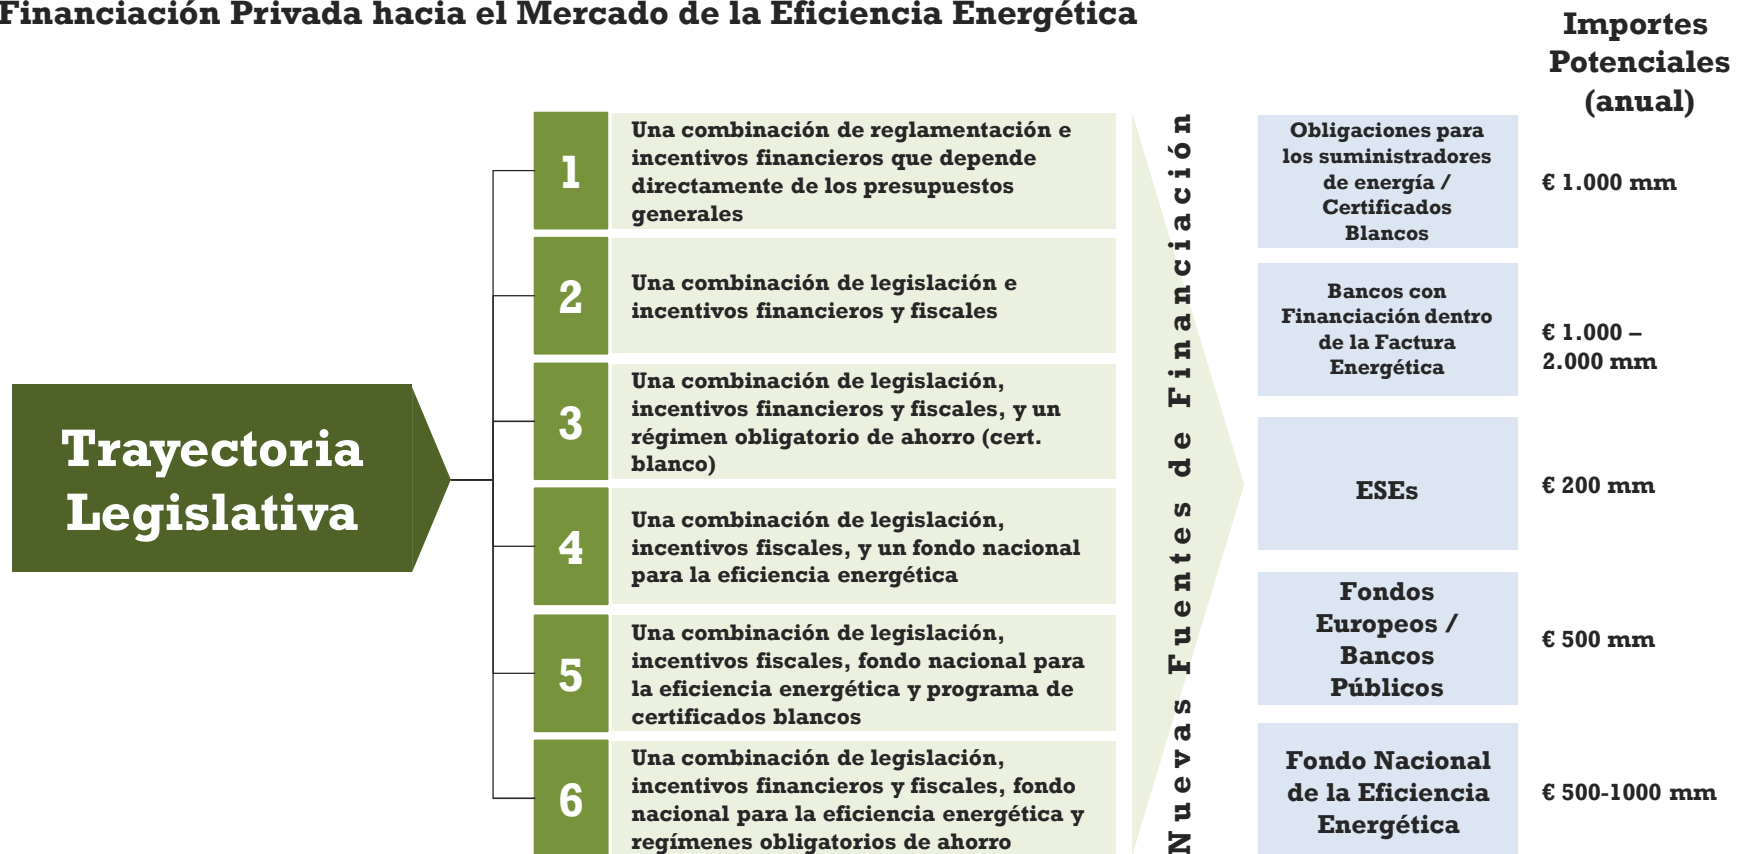 Financiación Privada hacia el Mercado de la Eficiencia Energética
Importes
Potenciales
(anual)
Trayectoria
Legislativa
1
Una combinación de reglamentación e
incentivos financieros que depende
directamente de los presupuestos
generales
2
Una combinación de legislación e
incentivos financieros y fiscales
3
Una combinación de legislación,
incentivos financieros y fiscales, y un
régimen obligatorio de ahorro (cert.
blanco)
4
Una combinación de legislación,
incentivos fiscales, y un fondo nacional
para la eficiencia energética
5
Una combinación de legislación,
incentivos fiscales, fondo nacional para
la eficiencia energética y programa de
certificados blancos
6
Una combinación de legislación,
incentivos financieros y fiscales, fondo
nacional para la eficiencia energética y
regímenes obligatorios de ahorro
Nuevas Fuentes de Financiación
Obligaciones para
los suministradores
de energía /
Certificados
Blancos
€ 1.000 mm
Bancos con
Financiación dentro
de la Factura
Energética
€ 1.000 –
2.000 mm
ESEs
€ 200 mm
Fondos
Europeos /
Bancos
Públicos
€ 500 mm
Fondo Nacional
de la Eficiencia
Energética
€ 500-1000 mm